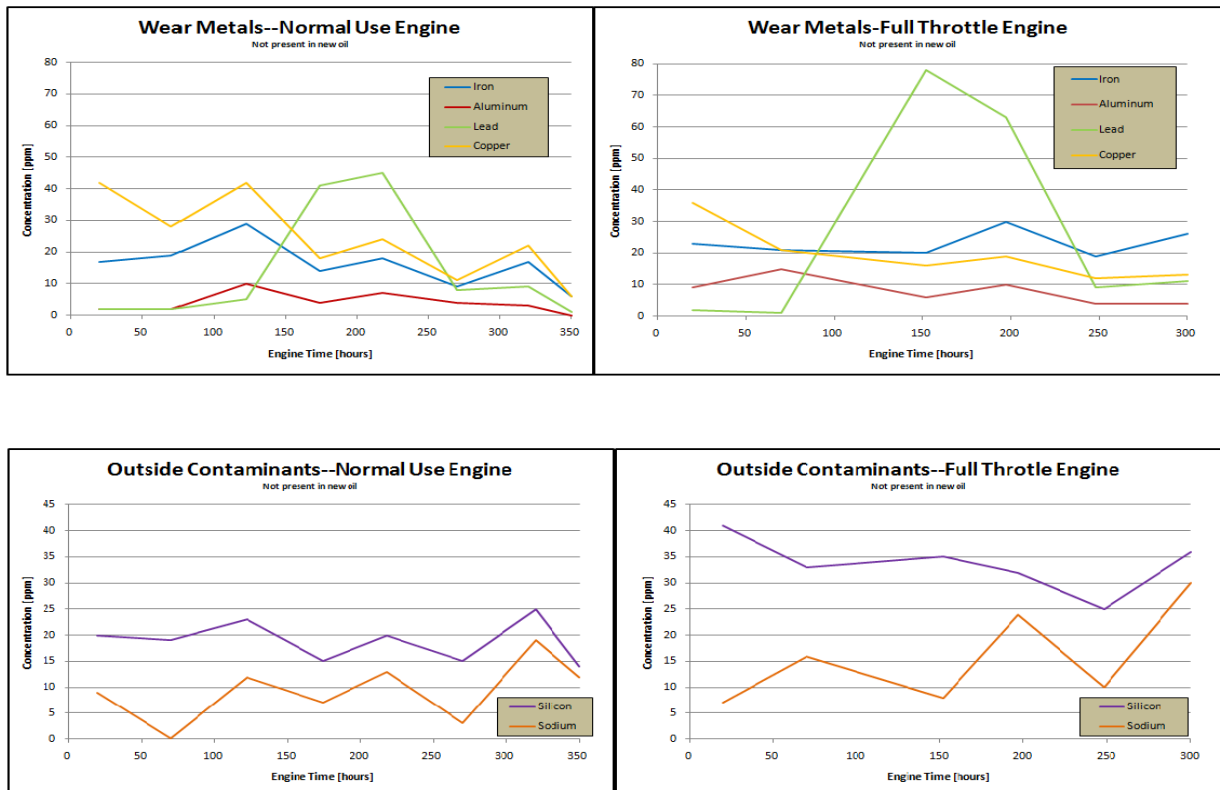 Wear Metals--Normal Use Engine
Not present in new oil
80
70
60
50
40
30
20
10
0
Concentration [ppm]
Iron
Aluminum
Lead
Copper
0 50 100 150 200 250 300 350
Engine Time [hours]
Wear Metals-Full Throttle Engine
Not present in new oil
80
70
60
50
40
30
20
10
0
Concentration [ppm]
Iron
Aluminum
Lead
Copper
0 50 100 150 200 250 300
Engine Time [hours]
Outside Contaminants--Normal Use Engine
Not present in new oil
45
40
35
30
25
20
15
10
5
0
Concentration [ppm]
Silicon
Sodium
0 50 100 150 200 250 300 350
Engine Time [hours]
Outside Contaminants--Full Throtle Engine
Not present in new oil
45
40
35
30
25
20
15
10
5
0
Concentration [ppm]
Silicon
Sodium
0 50 100 150 200 250 300
Engine Time [hours]